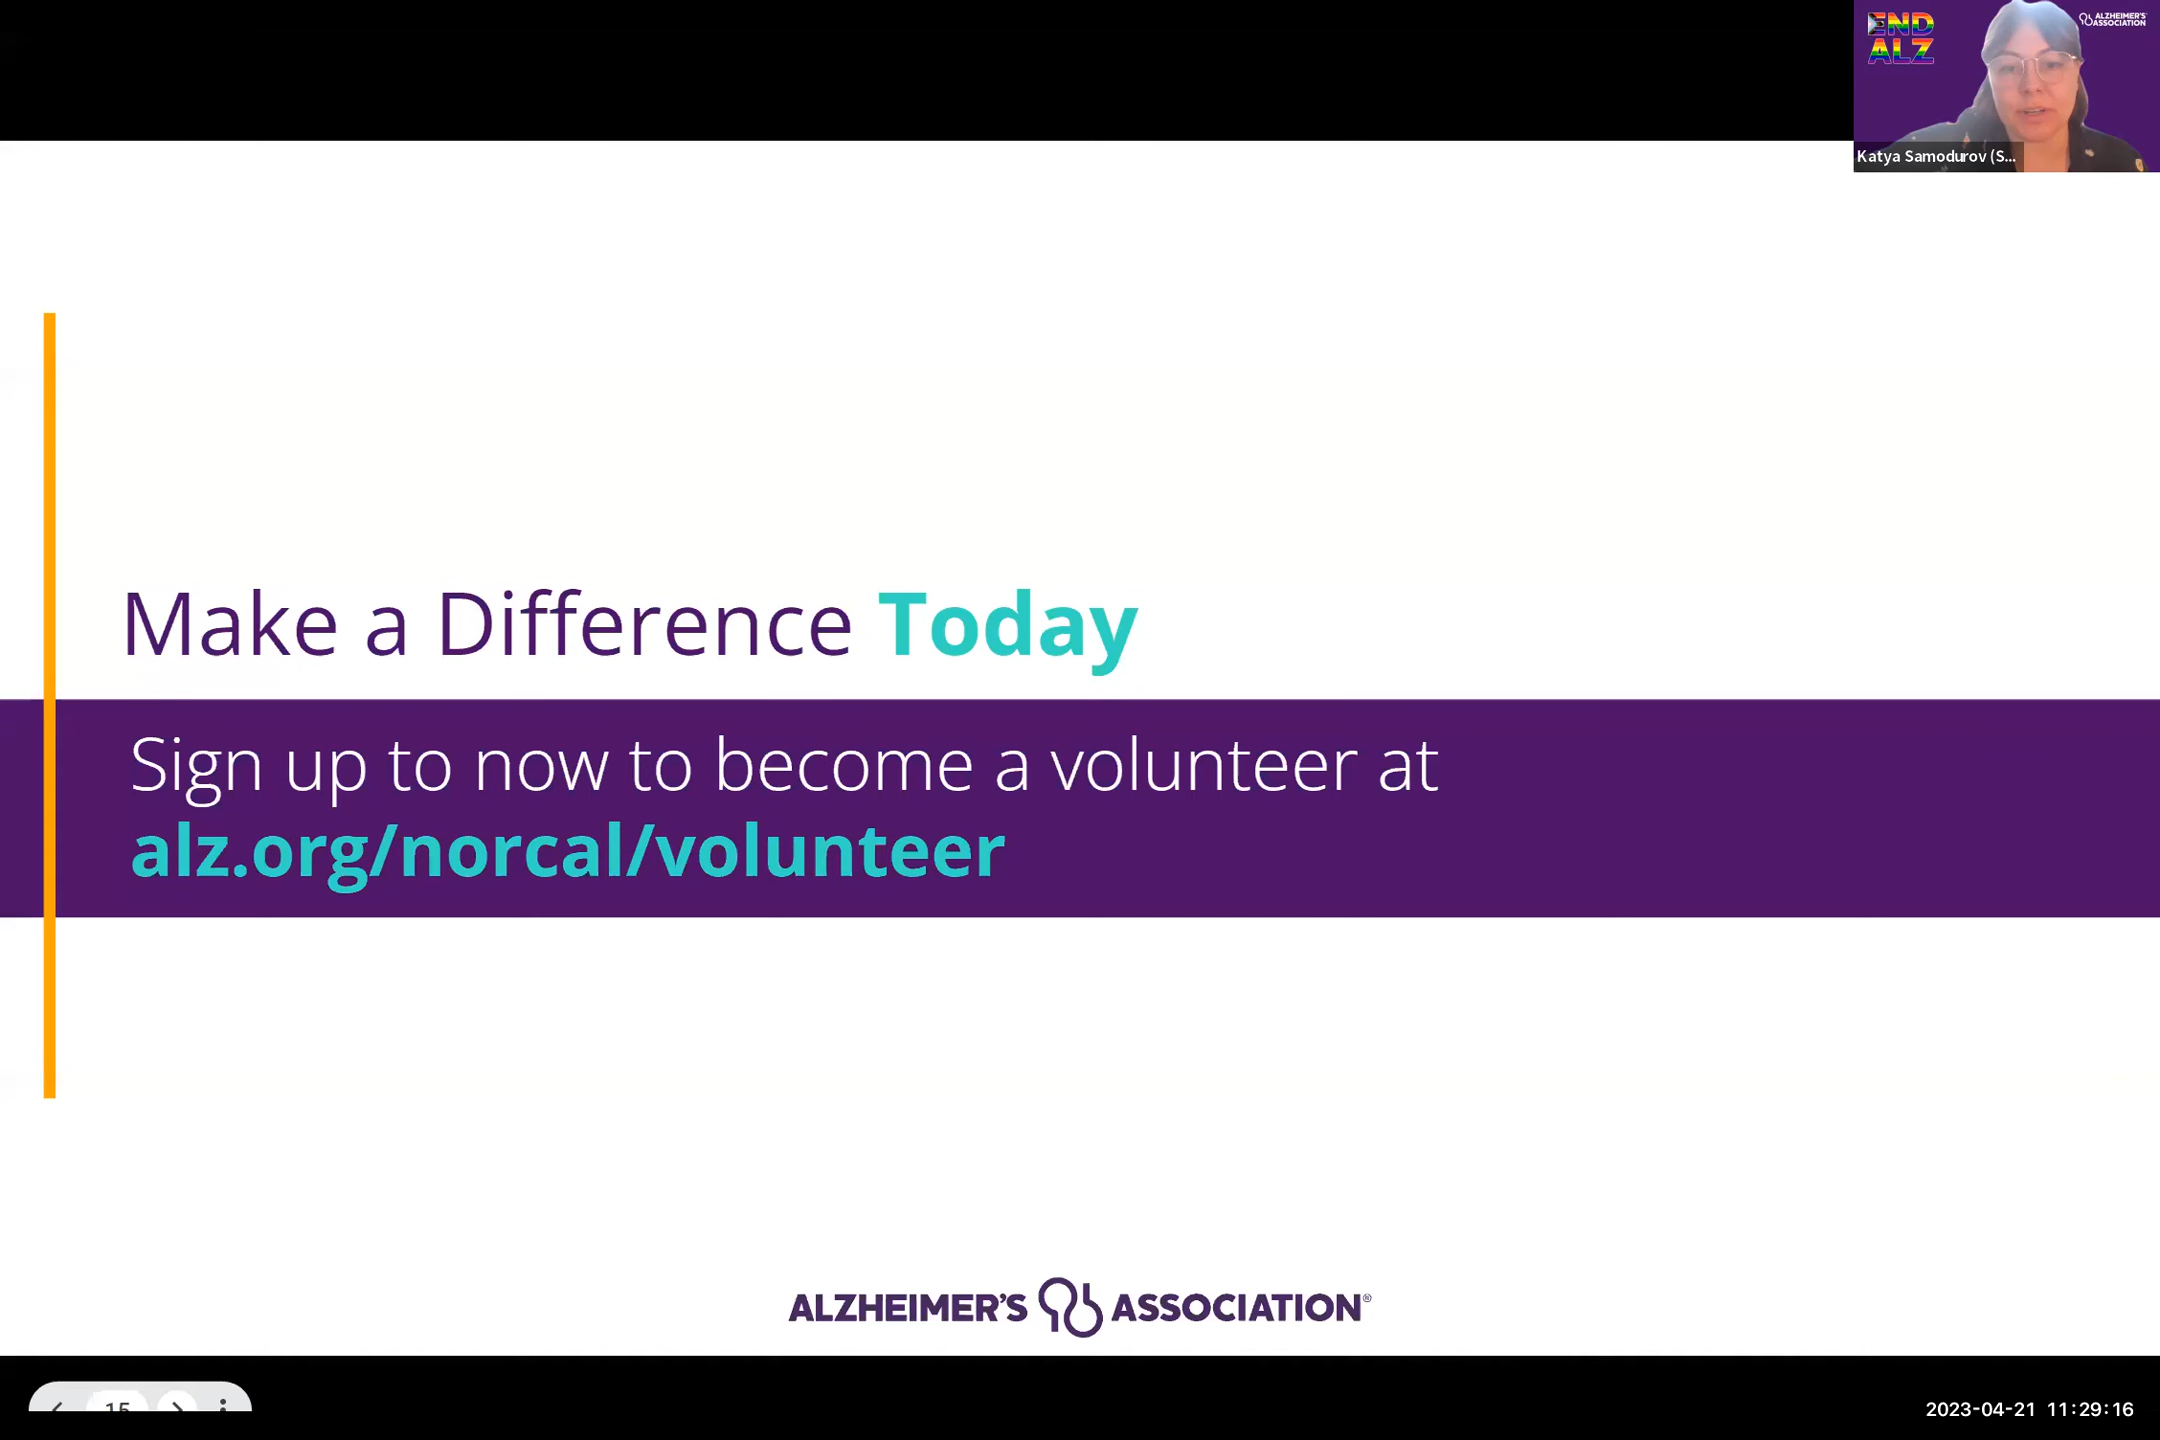 END
ALZ
ALZHEIMER'S
ASSOCIATION
Katya Samodurov (S...
Make a Difference Today
Sign up to now to become a volunteer at
alz.org/norcal/volunteer
ALZHEIMER'S ASSOCIATION®
15
2023-04-21 11:29:16